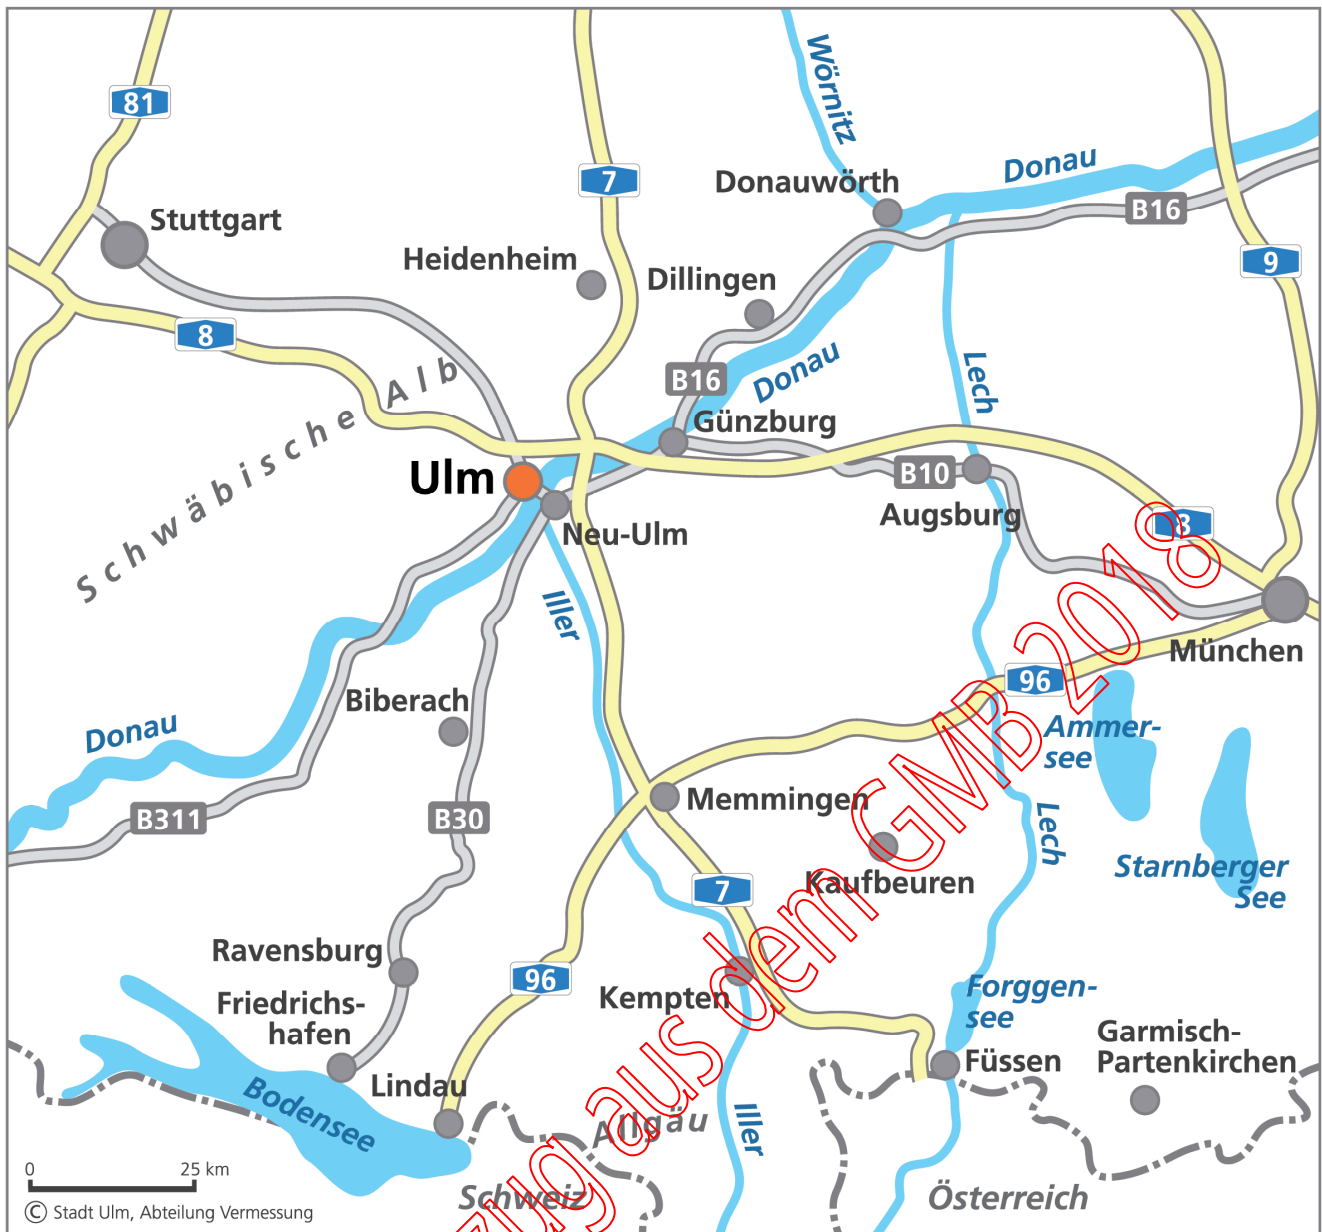 81
Wörnitz
7
Donauwörth
Donau
B16
Stuttgart
Heidenheim
Dillingen
9
8
B16
Donau
Lech
Schwäbische Alb
Günzburg
Ulm
B10
Augsburg
Neu-Ulm
8
Iller
München
96
Biberach
Donau
Ammer-
see
B311
B30
Memmingen
Lech
Kaufbeuren
Starnberger
See
7
Ravensburg
96
Kempten
Friedrichs-
hafen
Forggen-
see
Garmisch-
Partenkirchen
Füssen
Lindau
Bodensee
Allgäu
Iller
Schweiz
Österreich
0 25 km
© Stadt Ulm, Abteilung Vermessung
aus dem GMB 2018